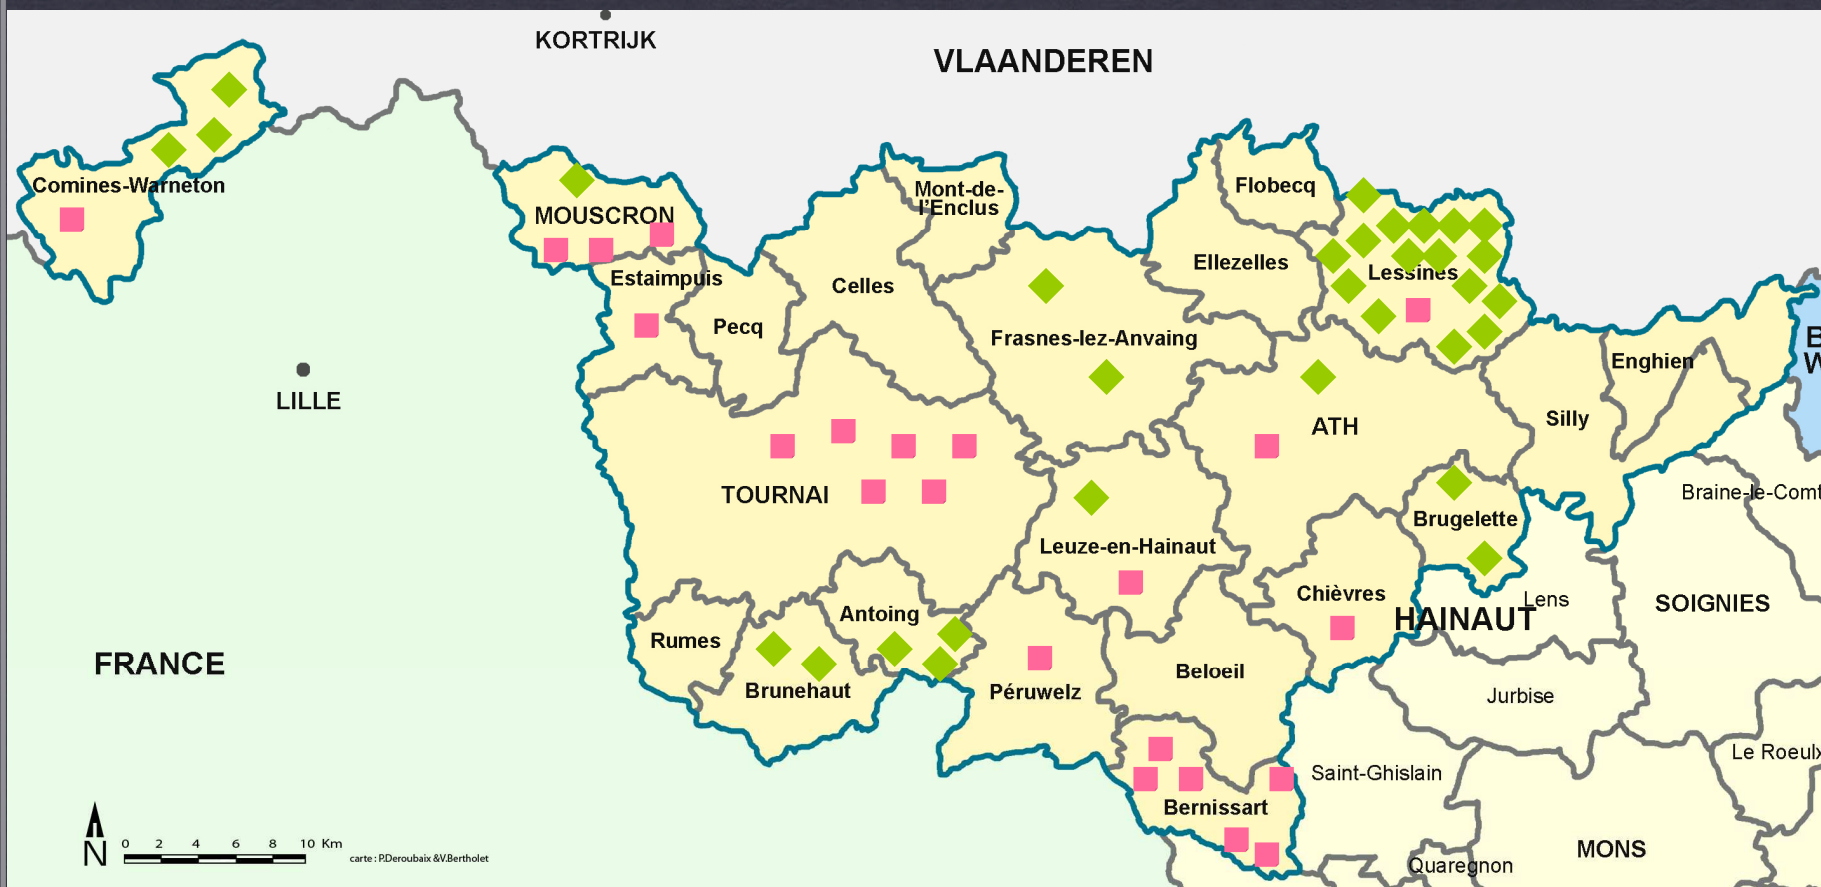 KORTRIJK
VLAANDEREN
Comines-Warneton
MOUSCRON
Mont-de-
l'Enclus
Flobecq
Estaimpuis
Celles
Ellezelles
Lessines
Pecq
Frasnes-lez-Anvaing
B
W
Enghien
LILLE
Silly
ATH
TOURNAI
Braine-le-Comt
Brugelette
Leuze-en-Hainaut
Chièvres
Lens
SOIGNIES
HAINAUT
Antoing
Rumes
FRANCE
Beloeil
Brunehaut
Péruwelz
Jurbise
Le Roeulx
Saint-Ghislain
Bernissart
N
0 2 4 6 8 10 Km
carte : P.Deroubaix &V.Bertholet
MONS
Quaregnon